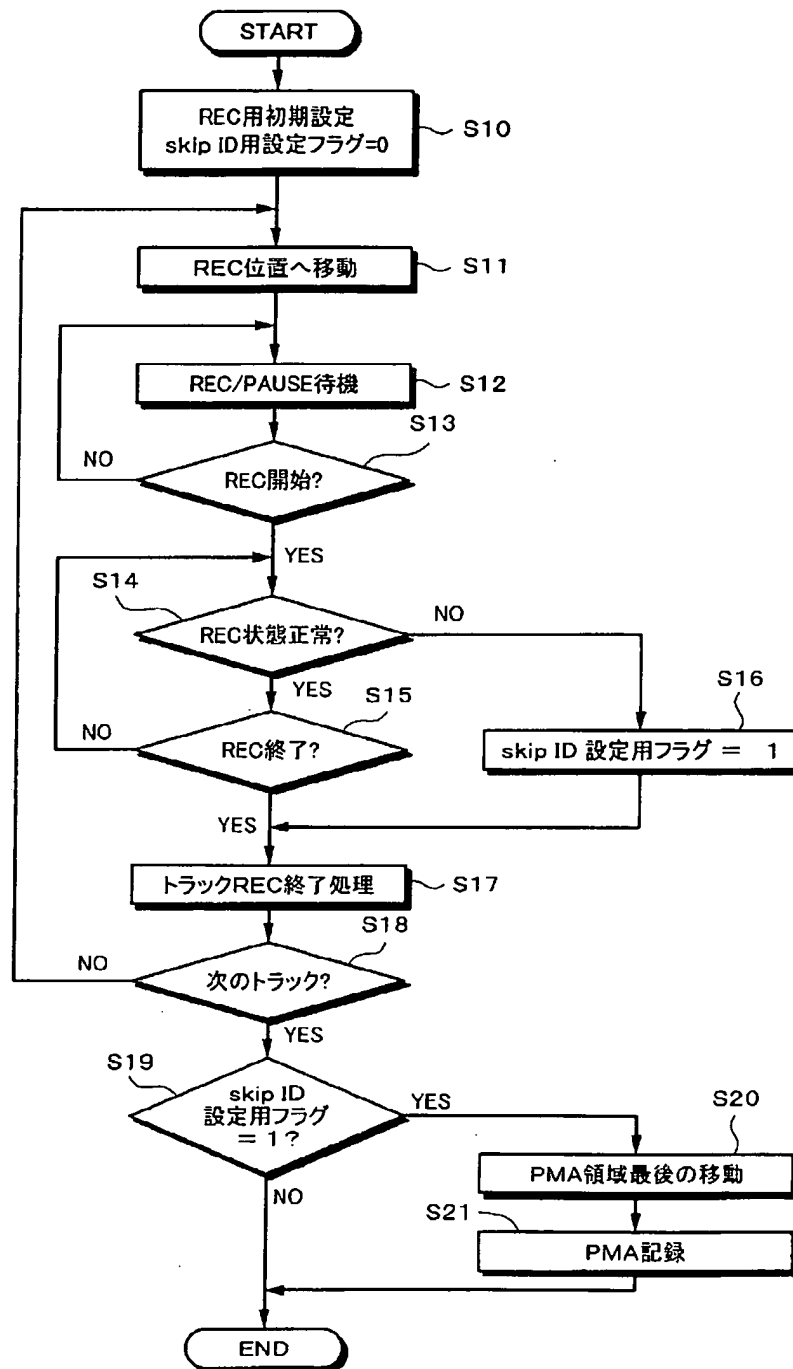 START
REC用初期設定
skip ID用設定フラグ=0
S10
REC位置へ移動
S11
REC/PAUSE待機
S12
S13
NO
REC開始?
YES
S14
REC状態正常?
NO
YES
S15
S16
NO
REC終了?
skip ID 設定用フラグ = 1
YES
トラックREC終了処理
S17
S18
NO
次のトラック?
YES
S19
skip ID
設定用フラグ
= 1?
YES
S20
PMA領域最後の移動
NO
S21
PMA記録
END